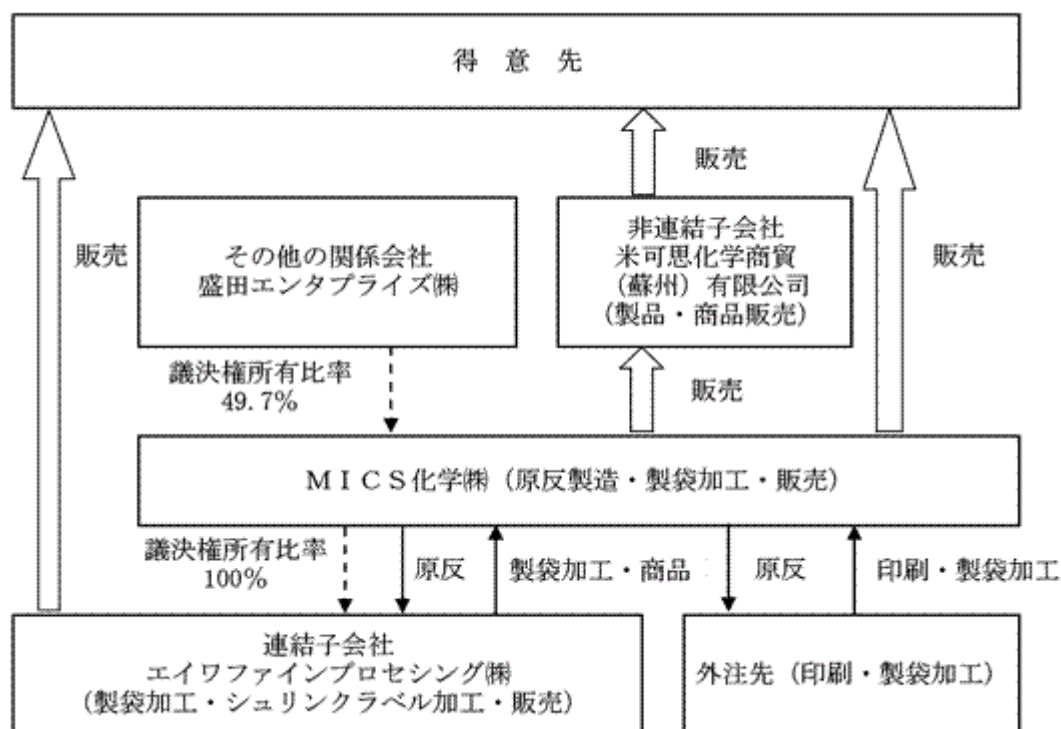 得 意 先
販売
販売
販売
その他の関係会社
盛田エンタプライズ㈱
非連結子会社
米可思化学商貿
（蘇州）有限公司
（製品・商品販売）
議決権所有比率
49.7%
販売
ＭＩＣＳ化学㈱（原反製造・製袋加工・販売）
議決権所有比率
100%
原反
製袋加工・商品
原反
印刷・製袋加工
連結子会社
エイワファインプロセシング㈱
（製袋加工・シュリンクラベル加工・販売）
外注先（印刷・製袋加工）